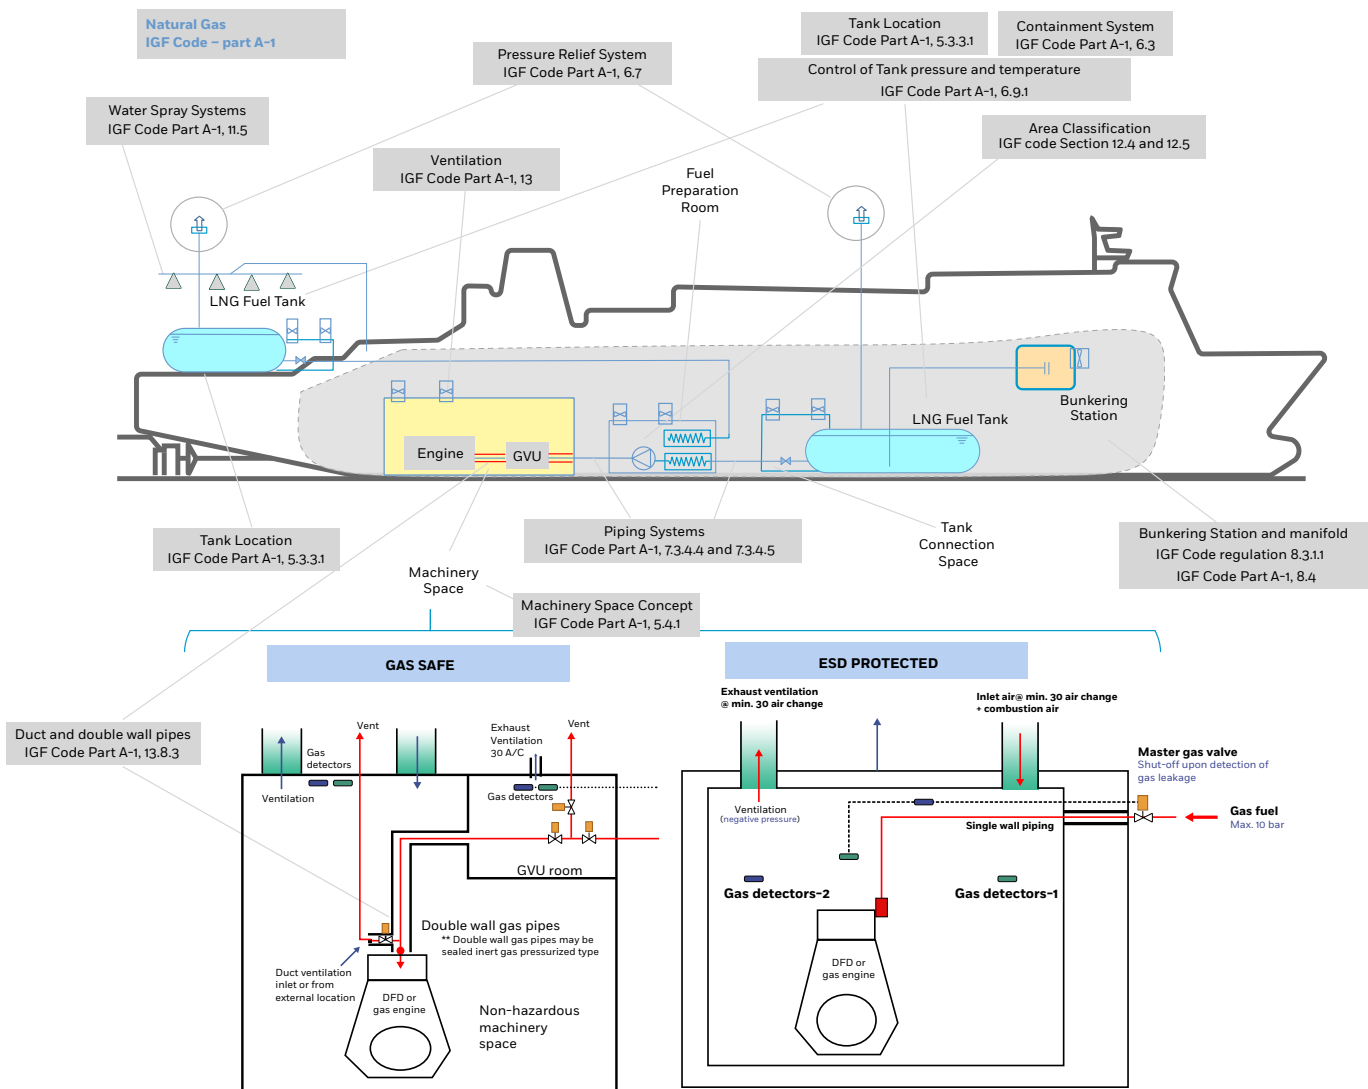 Natural Gas
IGF Code – part A-1
Pressure Relief System
IGF Code Part A-1, 6.7
Tank Location
IGF Code Part A-1, 5.3.3.1
Containment System
IGF Code Part A-1, 6.3
Control of Tank pressure and temperature
IGF Code Part A-1, 6.9.1
Water Spray Systems
IGF Code Part A-1, 11.5
Area Classification
IGF code Section 12.4 and 12.5
Ventilation
IGF Code Part A-1, 13
Fuel
Preparation
Room
LNG Fuel Tank
Bunkering
Station
LNG Fuel Tank
Engine
GVU
Tank Location
IGF Code Part A-1, 5.3.3.1
Piping Systems
IGF Code Part A-1, 7.3.4.4 and 7.3.4.5
Tank
Connection
Space
Bunkering Station and manifold
IGF Code regulation 8.3.1.1
IGF Code Part A-1, 8.4
Machinery
Space
Machinery Space Concept
IGF Code Part A-1, 5.4.1
GAS SAFE
ESD PROTECTED
Duct and double wall pipes
IGF Code Part A-1, 13.8.3
Vent
Gas
detectors
Ventilation
Exhaust
Ventilation
30 A/C
Vent
Gas detectors
GVU room
Double wall gas pipes
** Double wall gas pipes may be
sealed inert gas pressurized type
Duct ventilation
inlet or from
external location
DFD or
gas engine
Non-hazardous
machinery
space
Exhaust ventilation
@ min. 30 air change
Inlet air@ min. 30 air change
+ combustion air
Master gas valve
Shut-off upon detection of
gas leakage
Ventilation
(negative pressure)
Single wall piping
Gas fuel
Max. 10 bar
Gas detectors-2
Gas detectors-1
DFD or
gas engine